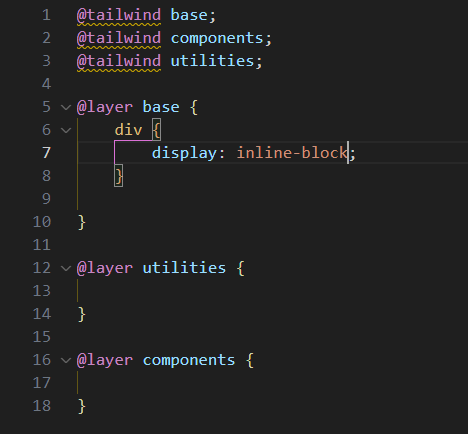 1 @tailwind base;
2 @tailwind components;
3 @tailwind utilities;
4
5 @layer base {
6     div {
7         display: inline-block;
8     }
9
10 }
11
12 @layer utilities {
13
14 }
15
16 @layer components {
17
18 }